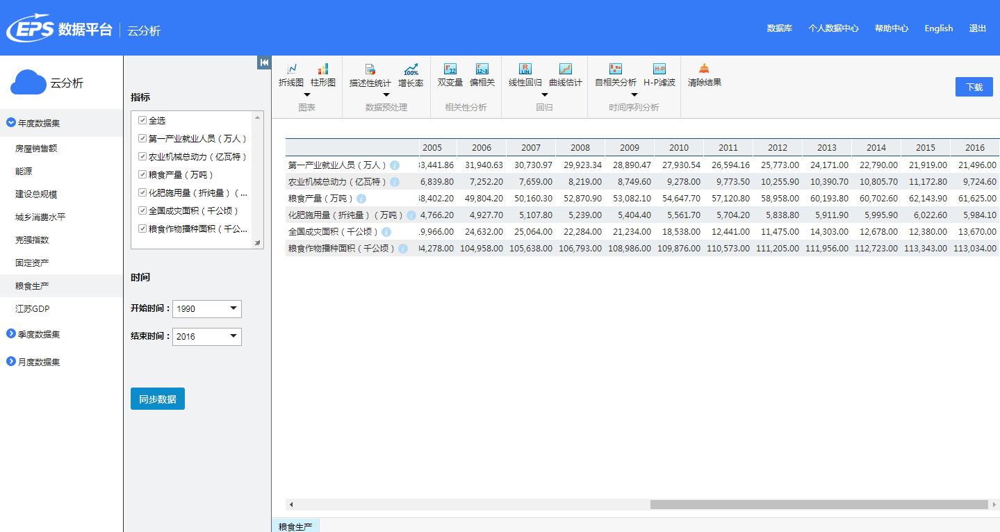 EPS 数据平台 云分析
数据库 个人数据中心 帮助中心 English 退出
云分析
年度数据集
房屋销售额
能源
建设总规模
城乡消费水平
克强指数
固定资产
粮食生产
江苏GDP
季度数据集
月度数据集
指标
全选
第一产业就业人员（万人）
农业机械总动力（亿瓦特）
粮食产量（万吨）
化肥施用量（折纯量）（...
全国成灾面积（千公顷）
粮食作物播种面积（千公...
时间
开始时间： 1990
结束时间： 2016
同步数据
折线图 柱形图 描述性统计 增长率 双变量 偏相关 线性回归 曲线估计 自相关分析 H-P滤波 清除结果
图表 数据预处理 相关性分析 回归 时间序列分析
下载
2005 2006 2007 2008 2009 2010 2011 2012 2013 2014 2015 2016
第一产业就业人员（万人） 33,441.86 31,940.63 30,730.97 29,923.34 28,890.47 27,930.54 26,594.16 25,773.00 24,171.00 22,790.00 21,919.00 21,496.00
农业机械总动力（亿瓦特） 6,839.80 7,252.20 7,659.00 8,219.00 8,749.60 9,278.00 9,773.50 10,255.90 10,390.70 10,805.70 11,172.80 9,724.60
粮食产量（万吨） 48,402.20 49,804.20 50,160.30 52,870.90 53,082.10 54,647.70 57,120.80 58,958.00 60,193.80 60,702.60 62,143.90 61,625.00
化肥施用量（折纯量）（万吨） 4,766.20 4,927.70 5,107.80 5,239.00 5,404.40 5,561.70 5,704.20 5,838.80 5,911.90 5,995.90 6,022.60 5,984.10
全国成灾面积（千公顷） 19,966.00 24,632.00 25,064.00 22,284.00 21,234.00 18,538.00 12,441.00 11,475.00 14,303.00 12,678.00 12,380.00 13,670.00
粮食作物播种面积（千公顷） 04,278.00 104,958.00 105,638.00 106,793.00 108,986.00 109,876.00 110,573.00 111,205.00 111,956.00 112,723.00 113,343.00 113,034.00
粮食生产